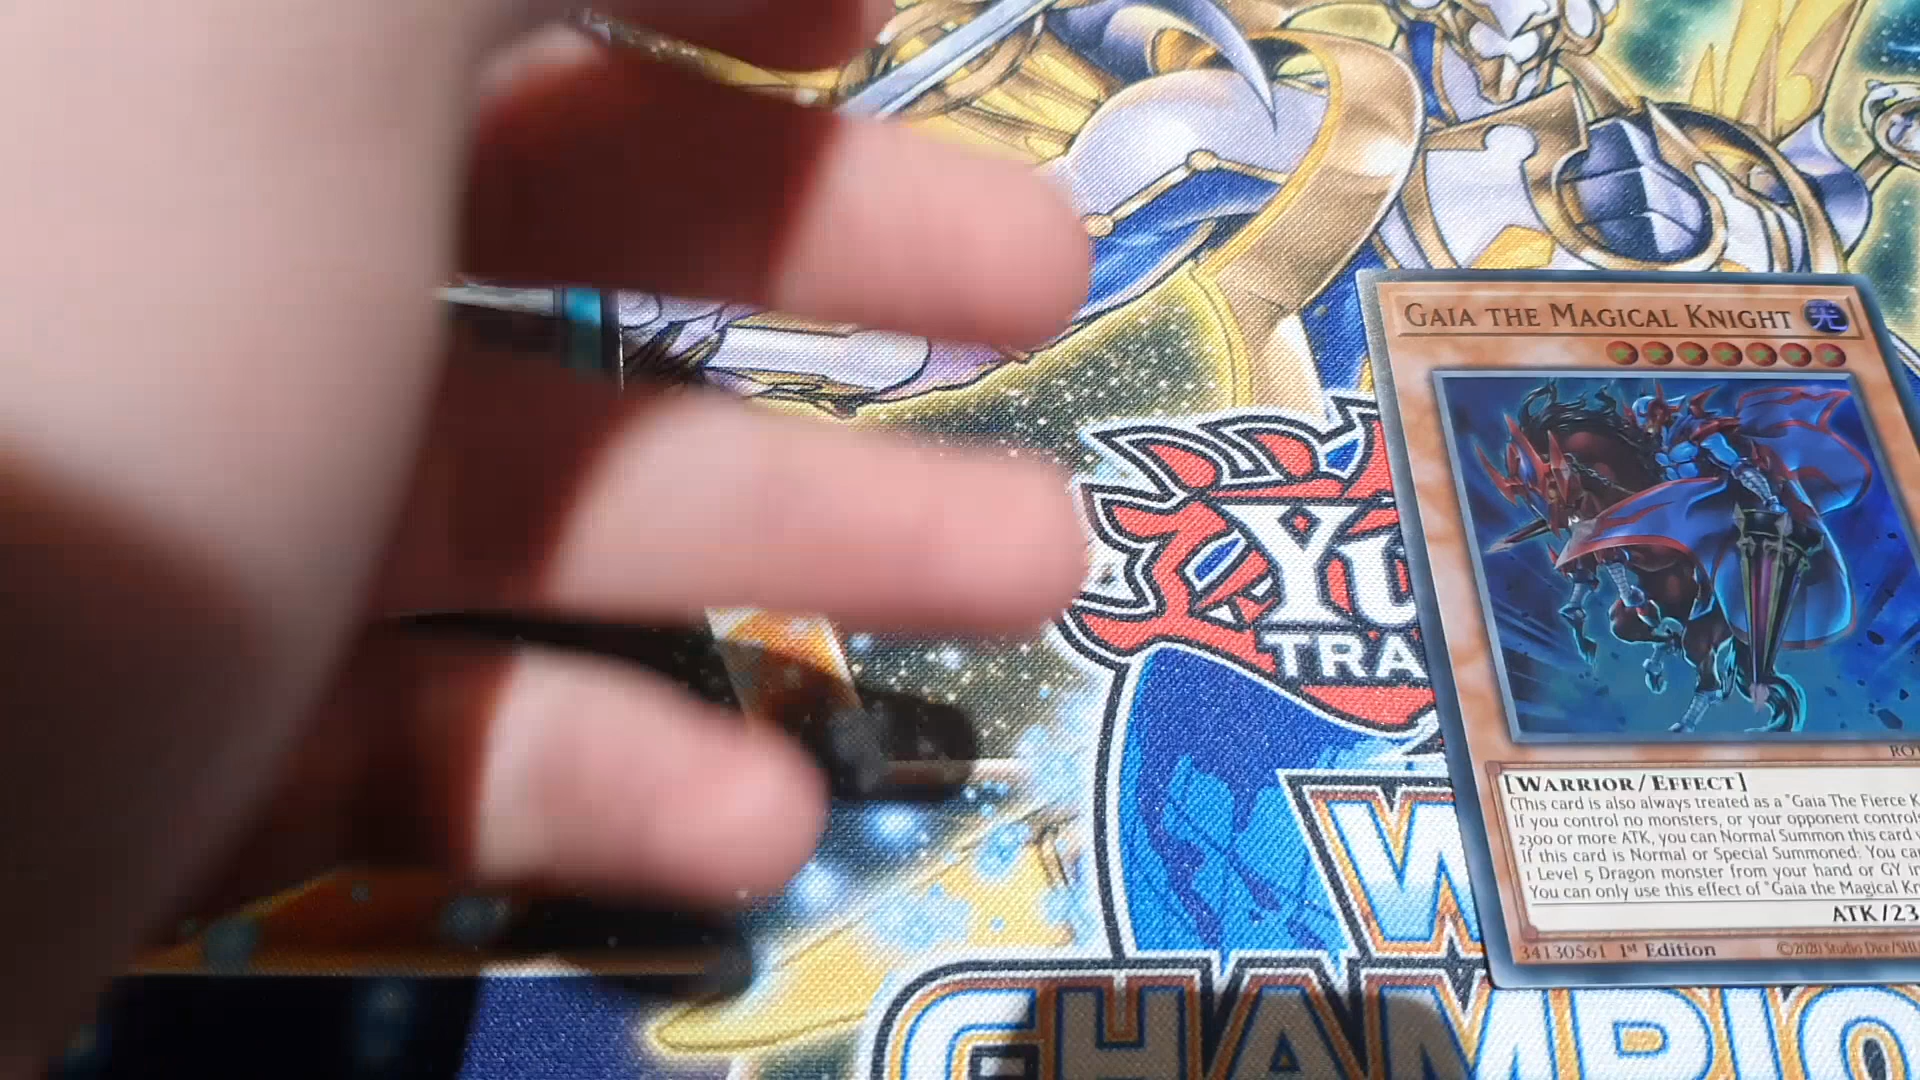 GAIA THE MAGICAL KNIGHT
光
YU
TRA
RO
[WARRIOR/EFFECT]
(This card is also always treated as a "Gaia The Fierce K
If you control no monsters, or your opponent controls
2300 or more ATK, you can Normal Summon this card
If this card is Normal or Special Summoned: You ca
1 Level 5 Dragon monster from your hand or GY in
You can only use this effect of "Gaia the Magical Kn
ATK/23
34130561 1st Edition ©2020 Studio Dice/SHU
W
CHAMPIO